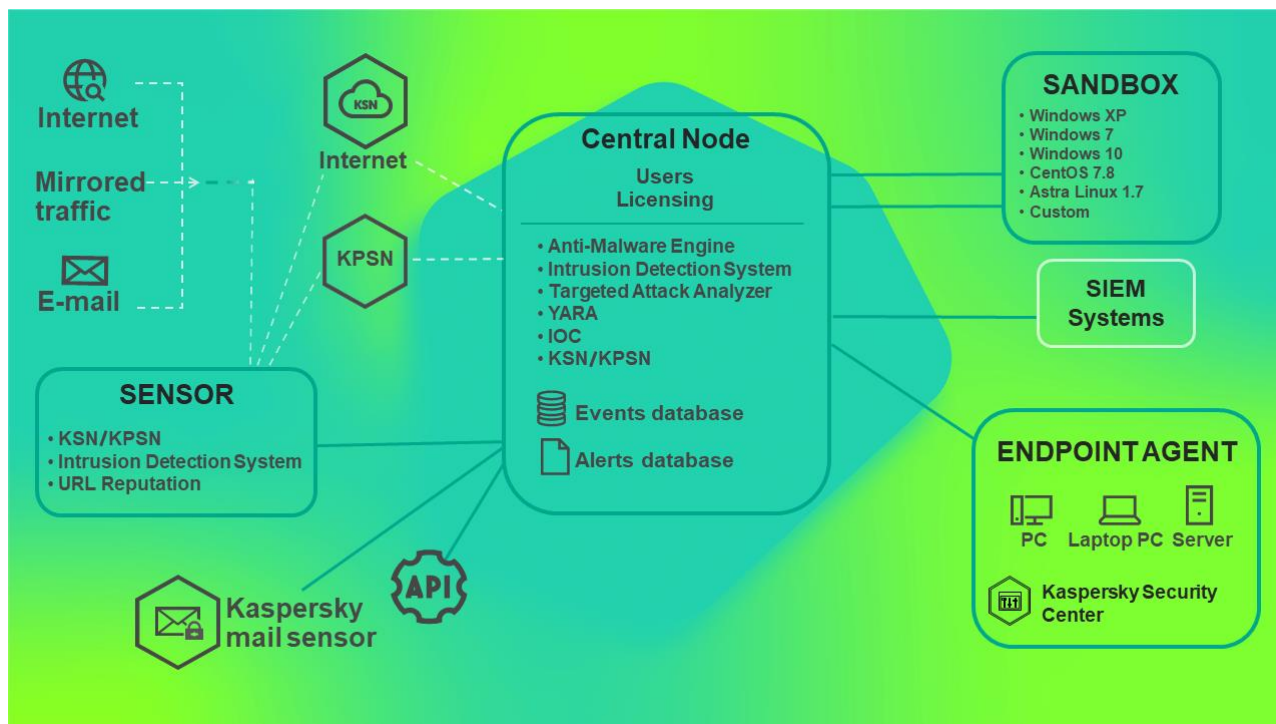 Internet
Mirrored
traffic
E-mail
KSN
Internet
KPSN
SENSOR
• KSN/KPSN
• Intrusion Detection System
• URL Reputation
Kaspersky
mail sensor
API
Central Node
Users
Licensing
• Anti-Malware Engine
• Intrusion Detection System
• Targeted Attack Analyzer
• YARA
• IOC
• KSN/KPSN
Events database
Alerts database
SANDBOX
• Windows XP
• Windows 7
• Windows 10
• CentOS 7.8
• Astra Linux 1.7
• Custom
SIEM
Systems
ENDPOINT AGENT
PC
Laptop PC
Server
Kaspersky Security
Center